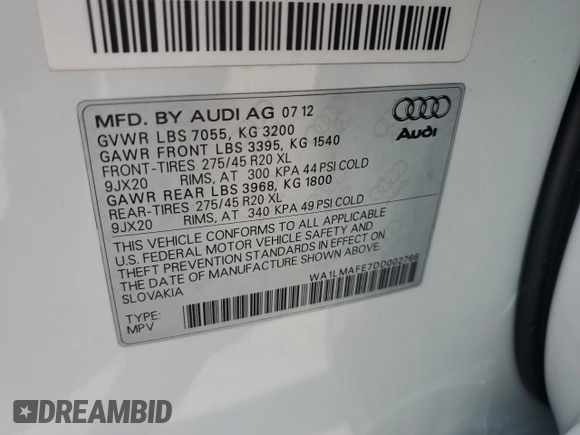 MFD. BY AUDI AG 07 12
GVWR LBS 7055, KG 3200
GAWR FRONT LBS 3395, KG 1540
FRONT-TIRES 275/45 R20 XL
9JX20 RIMS, AT 300 KPA 44 PSI COLD
GAWR REAR LBS 3968, KG 1800
REAR-TIRES 275/45 R20 XL
9JX20 RIMS, AT 340 KPA 49 PSI COLD
THIS VEHICLE CONFORMS TO ALL APPLICABLE
U.S. FEDERAL MOTOR VEHICLE SAFETY AND
THEFT PREVENTION STANDARDS IN EFFECT ON
THE DATE OF MANUFACTURE SHOWN ABOVE.
SLOVAKIA
WA1LMAFE7DD002766
TYPE:
MPV
Audi
DREAMBID